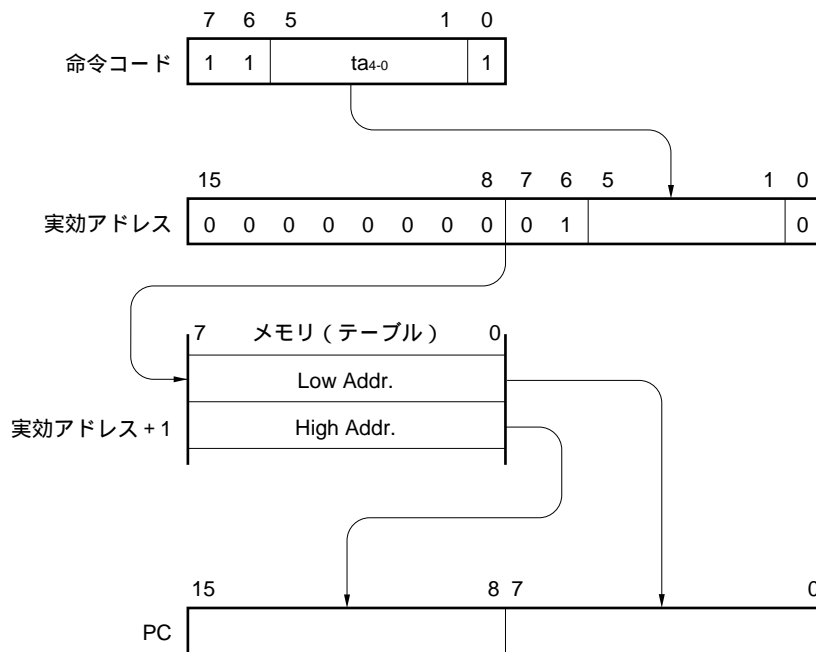 7 6 5 1 0
命令コード 1 1 ta4-0 1
15 8 7 6 5 1 0
実効アドレス 0 0 0 0 0 0 0 0 0 1 0
7 メモリ（テーブル） 0
Low Addr.
実効アドレス+1 High Addr.
15 8 7 0
PC